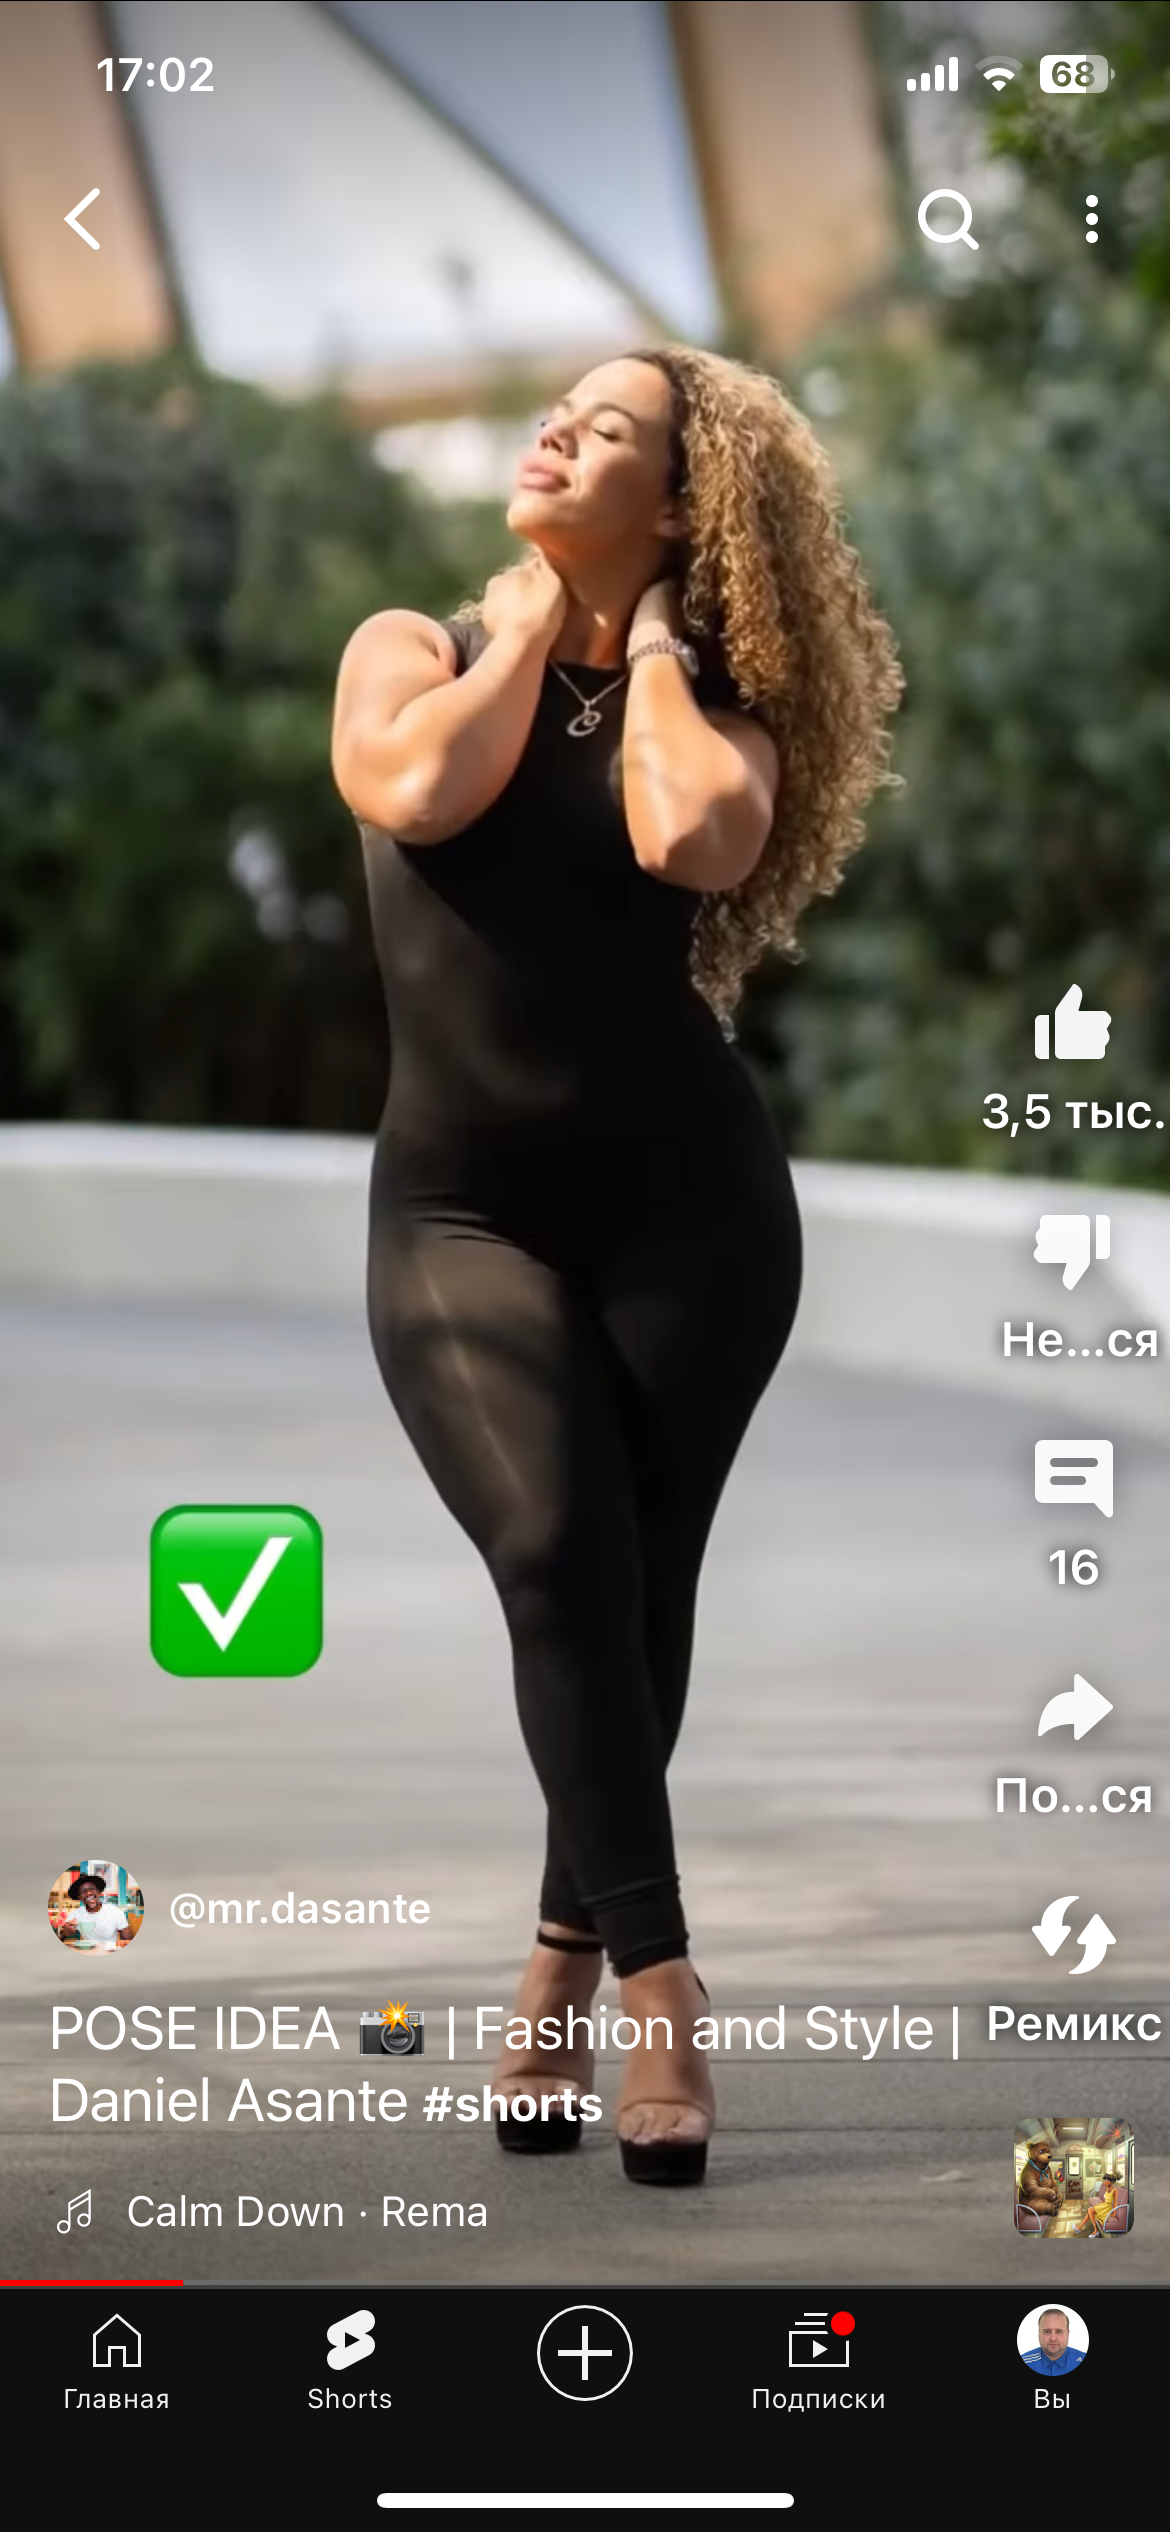 17:02
68
3,5 тыс.
Не...ся
16
По...ся
@mr.dasante
POSE IDEA 📸 | Fashion and Style |
Daniel Asante #shorts
Ремикс
Calm Down · Rema
Главная
Shorts
Подписки
Вы